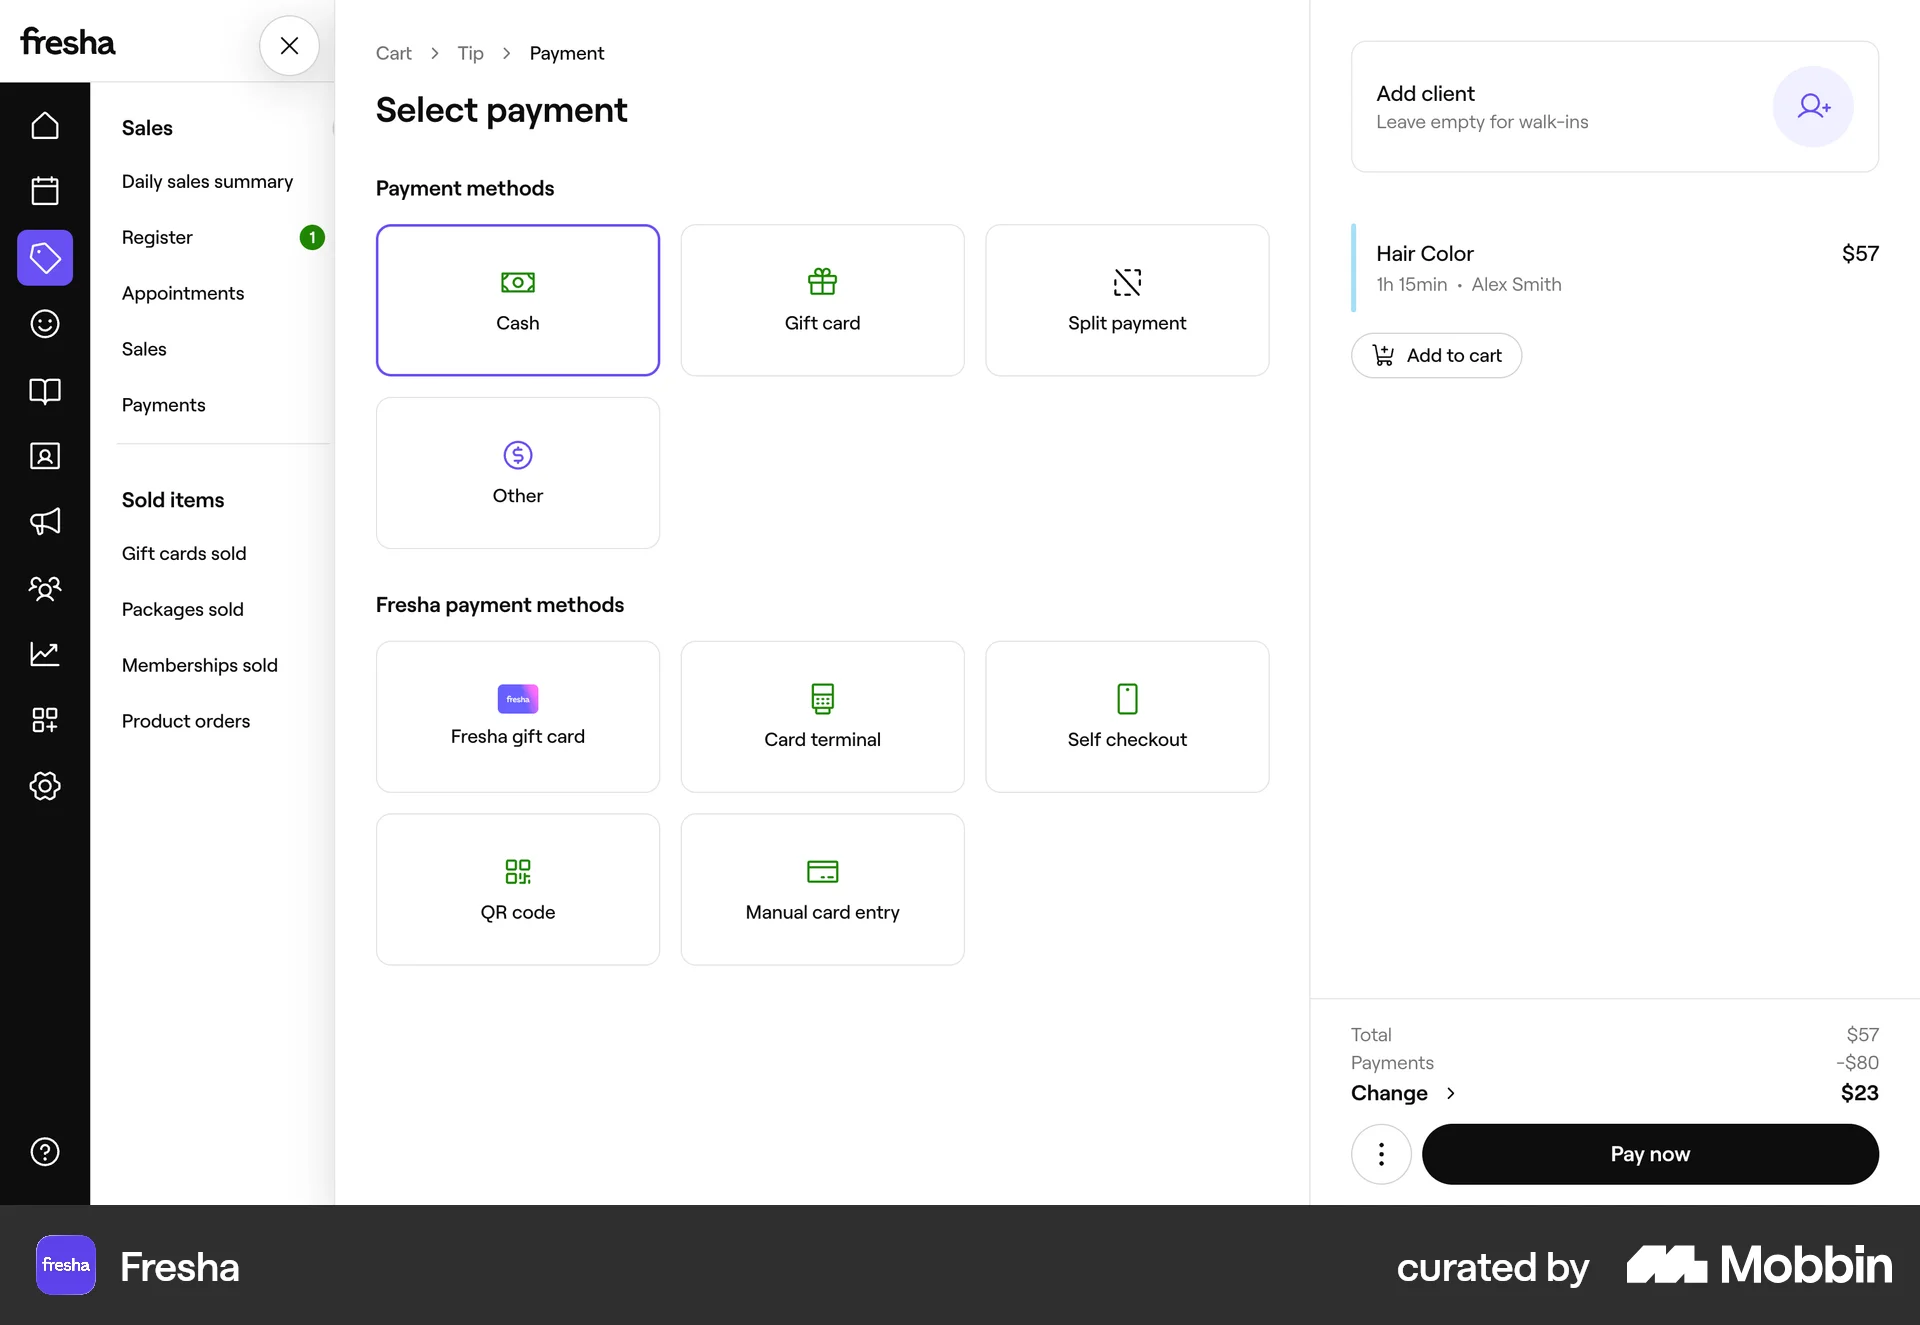 fresha
Sales
Daily sales summary
Register
1
Appointments
Sales
Payments
Sold items
Gift cards sold
Packages sold
Memberships sold
Product orders
Cart > Tip > Payment
Select payment
Payment methods
Cash
Gift card
Split payment
Other
Fresha payment methods
fresha
Fresha gift card
Card terminal
Self checkout
QR code
Manual card entry
Add client
Leave empty for walk-ins
Hair Color
$57
1h 15min • Alex Smith
Add to cart
Total
$57
Payments
-$80
Change >
$23
Pay now
fresha
Fresha
curated by
Mobbin